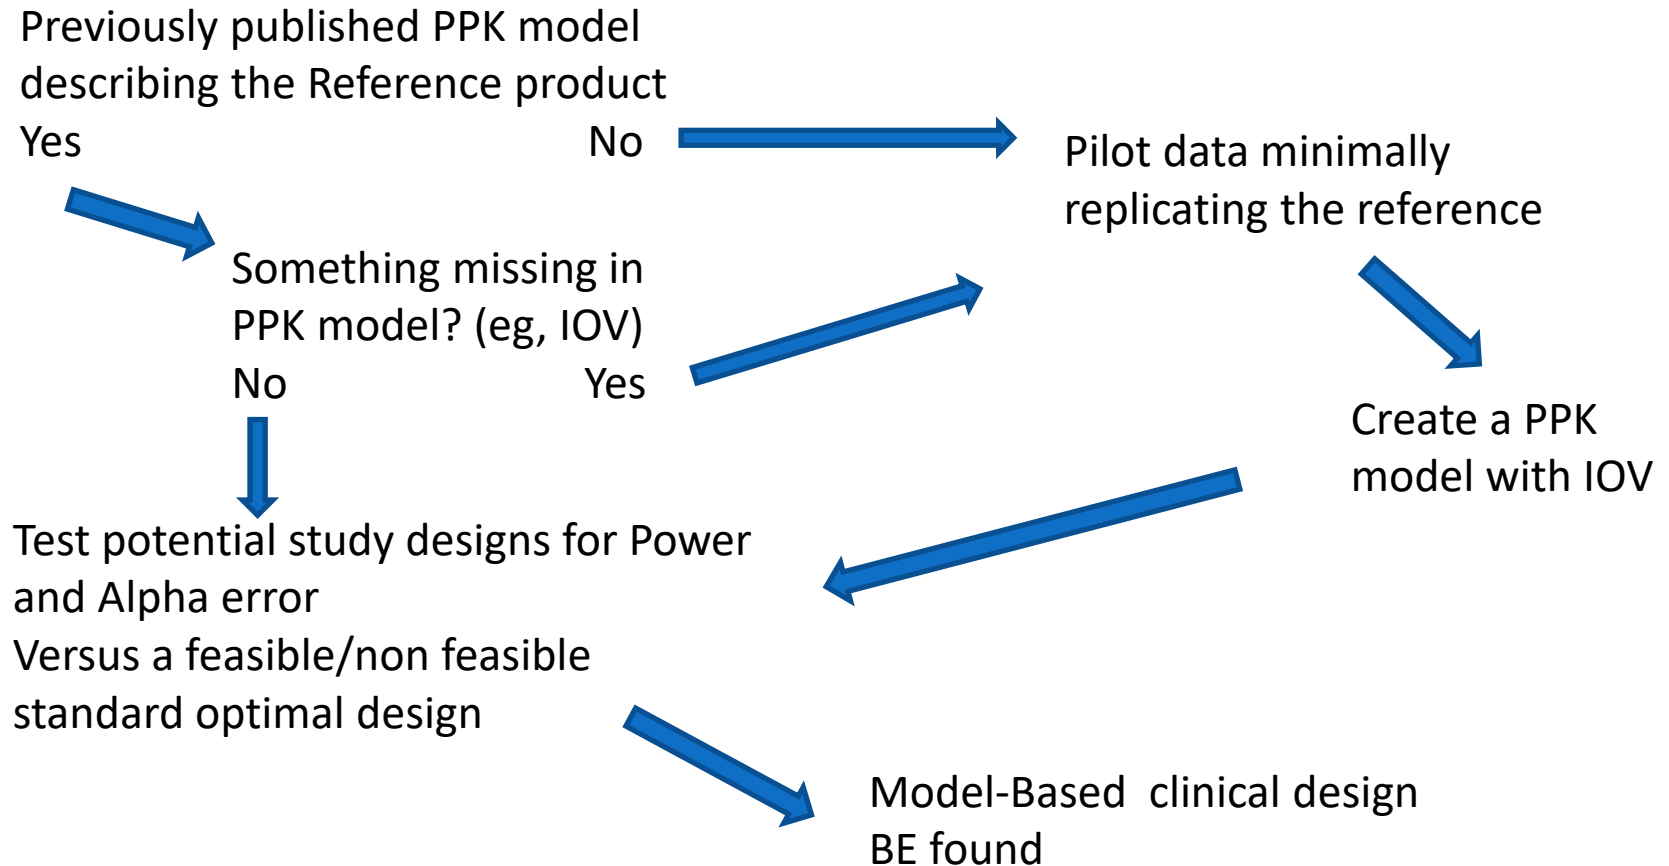 Previously published PPK model
describing the Reference product
Yes No
Pilot data minimally
replicating the reference
Something missing in
PPK model? (eg, IOV)
No Yes
Create a PPK
model with IOV
Test potential study designs for Power
and Alpha error
Versus a feasible/non feasible
standard optimal design
Model-Based clinical design
BE found